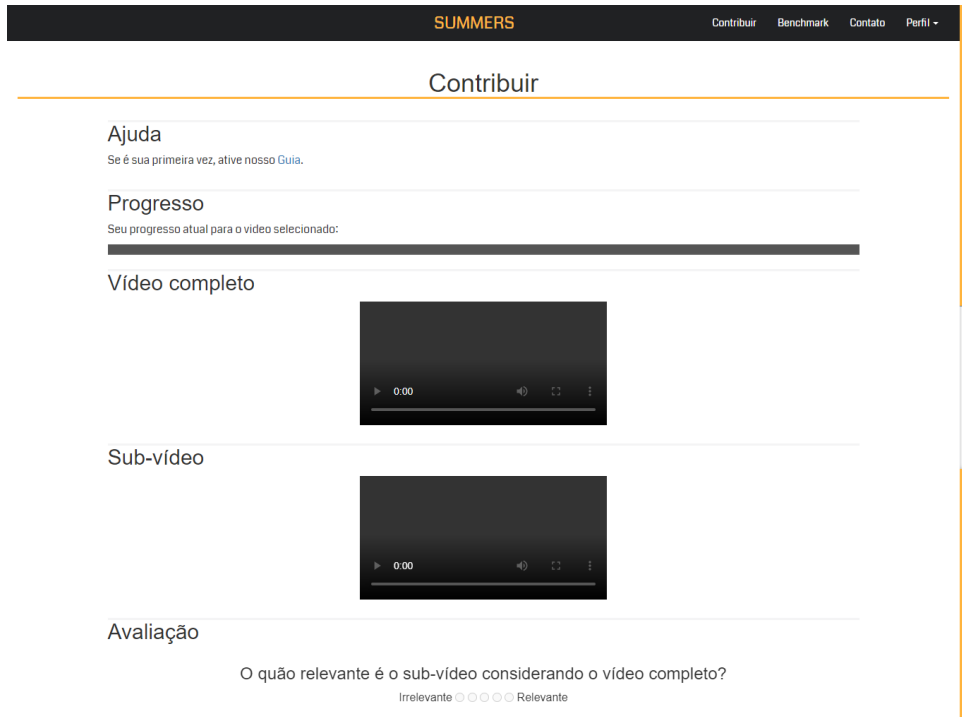 SUMMERS
Contribuir Benchmark Contato Perfil
Contribuir
Ajuda
Se é sua primeira vez, ative nosso Guia.
Progresso
Seu progresso atual para o video selecionado:
Vídeo completo
0:00
Sub-vídeo
0:00
Avaliação
O quão relevante é o sub-vídeo considerando o vídeo completo?
Irrelevante Relevante